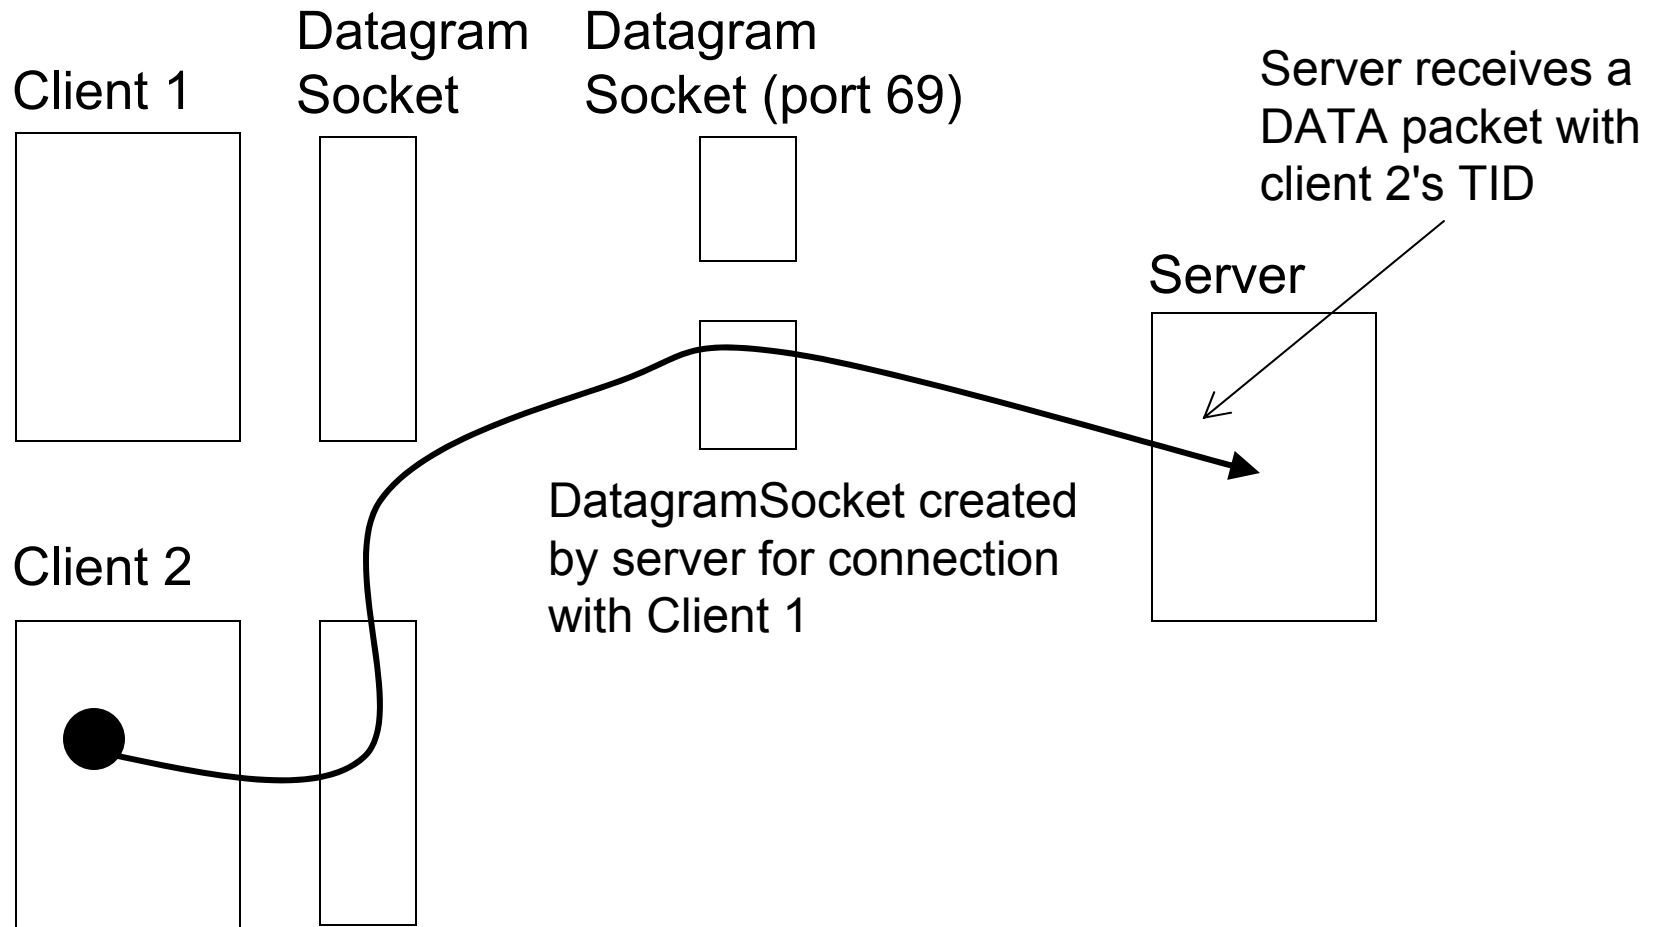 Client 1
Datagram
Socket
Datagram
Socket (port 69)
Server receives a
DATA packet with
client 2's TID
Server
DatagramSocket created
by server for connection
with Client 1
Client 2